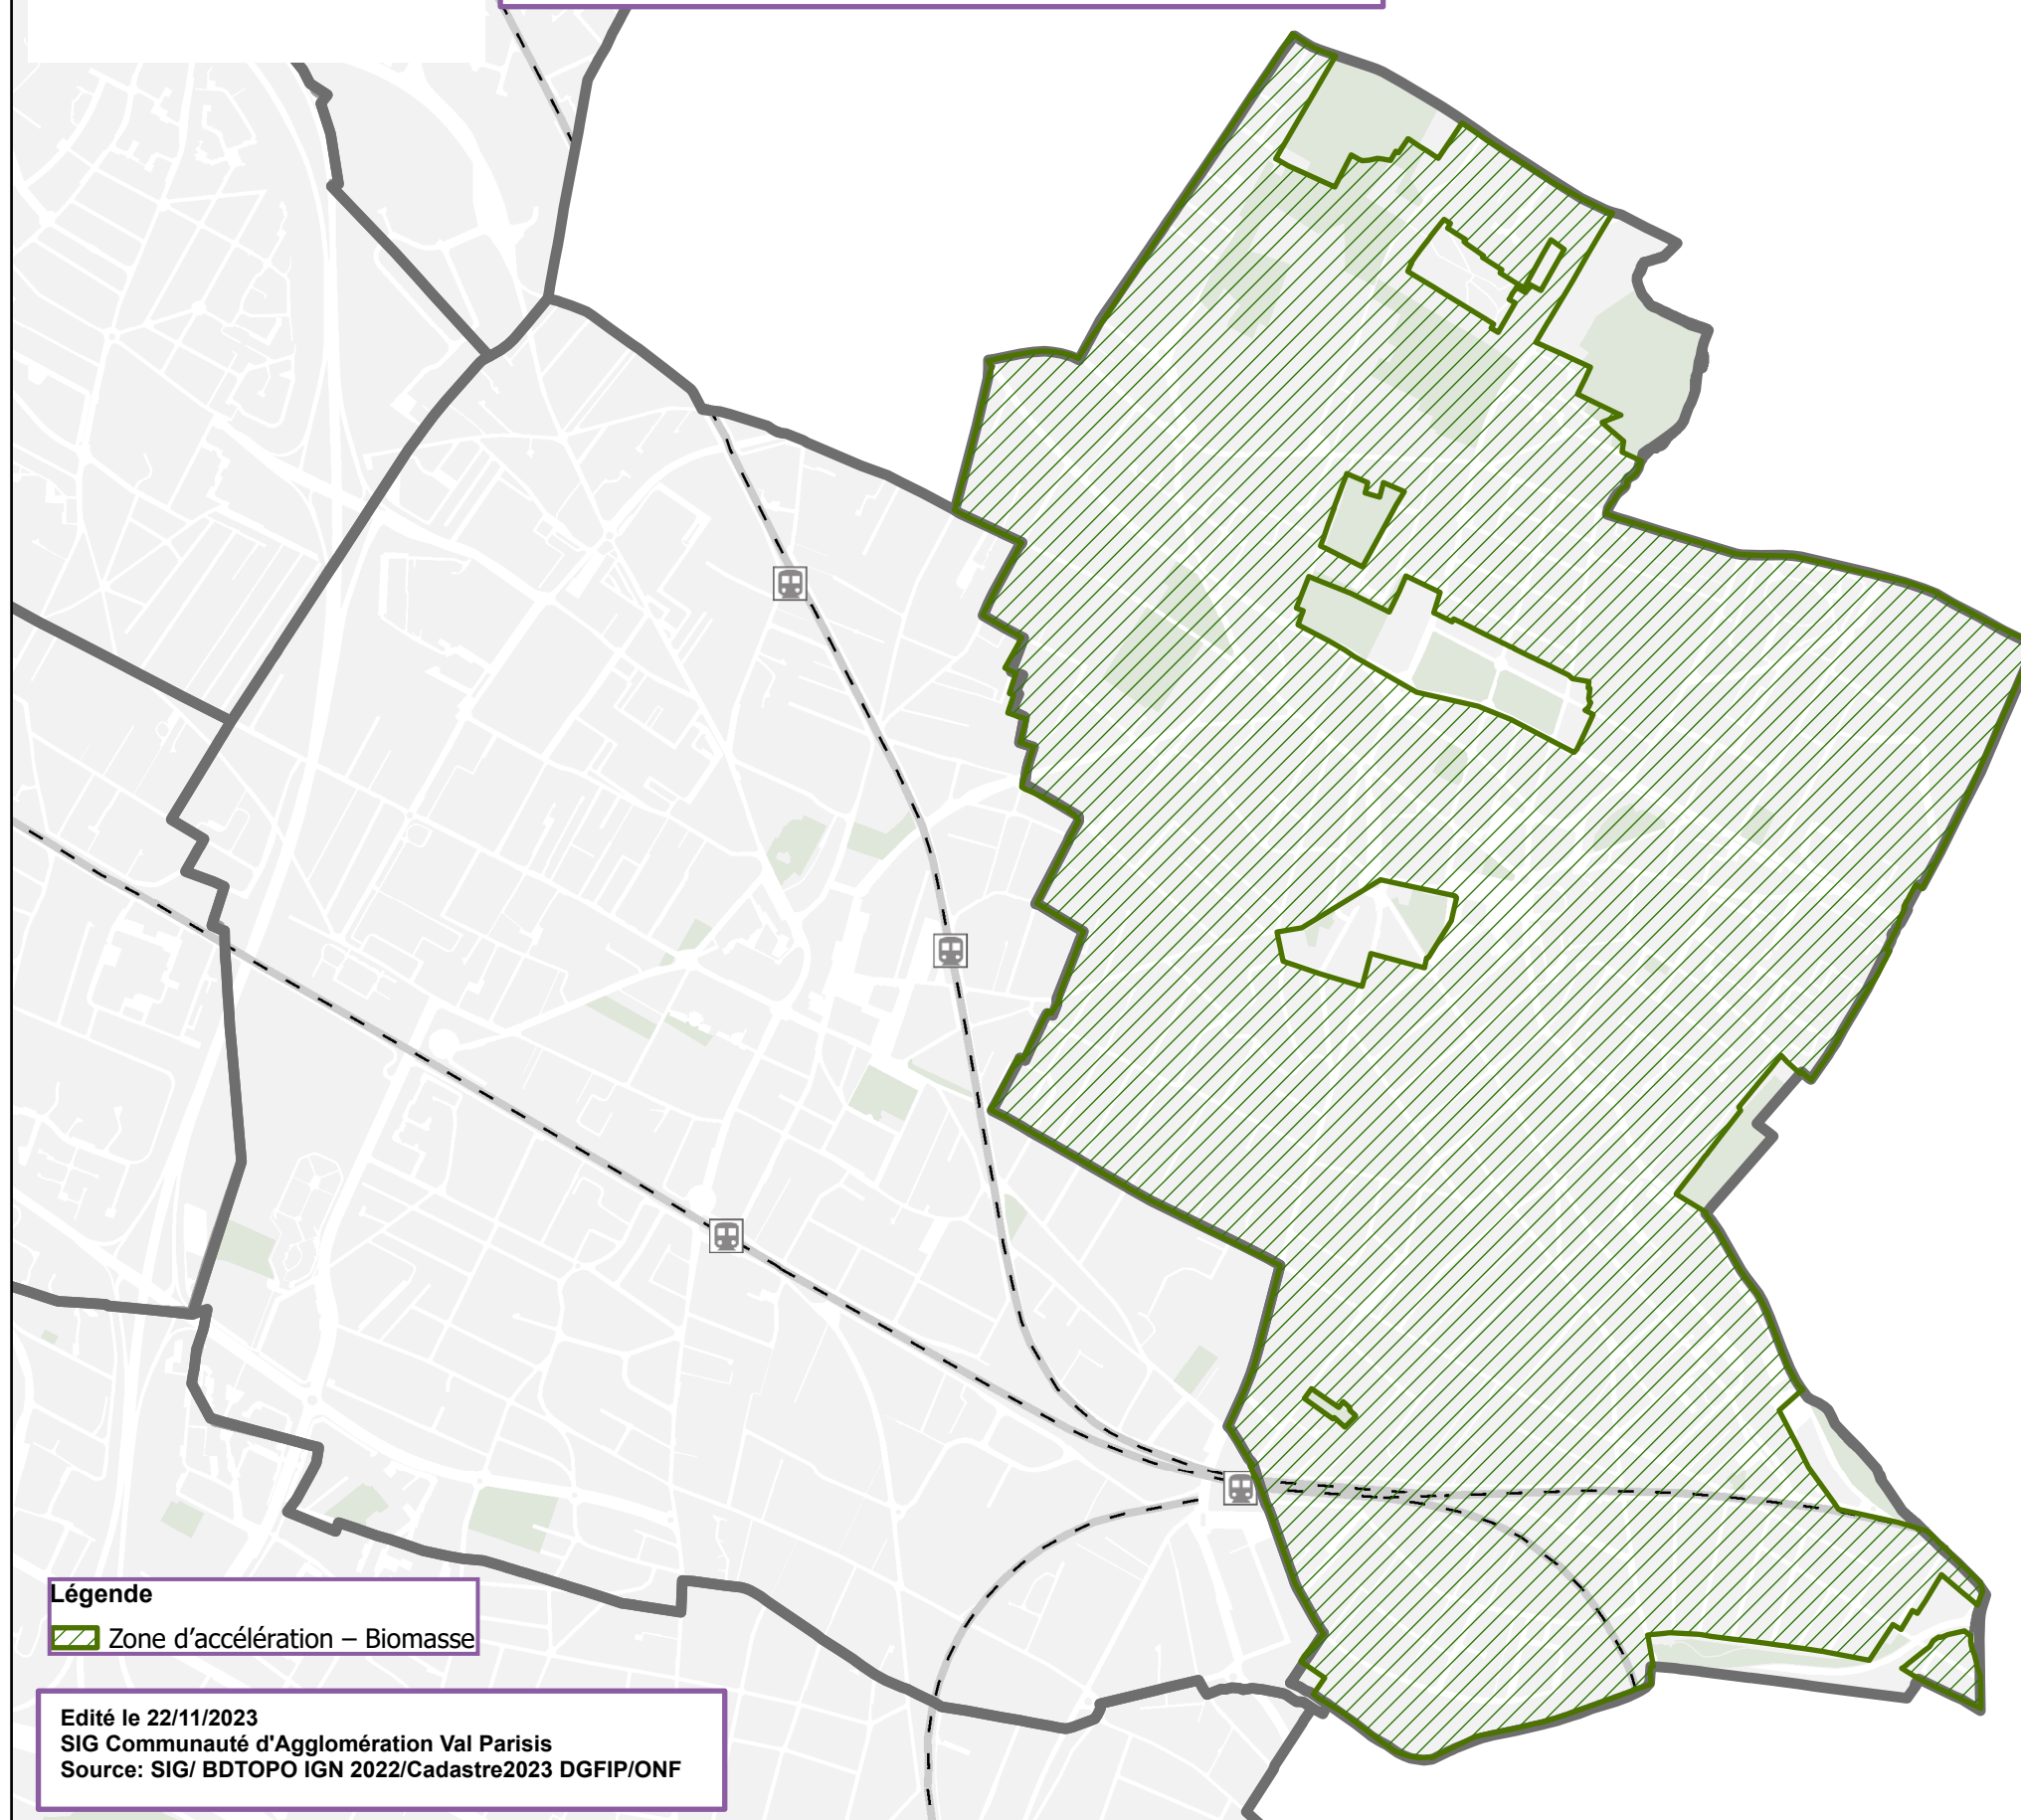 Légende
Zone d'accélération – Biomasse
Edité le 22/11/2023
SIG Communauté d'Agglomération Val Parisis
Source: SIG/ BDTOPO IGN 2022/Cadastre2023 DGFIP/ONF